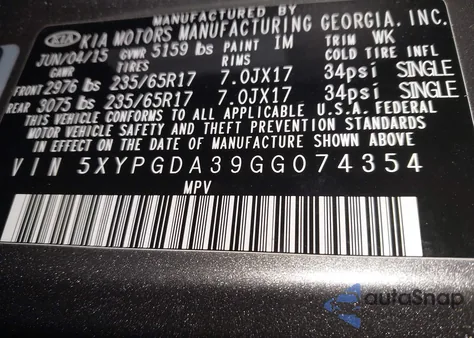 MANUFACTURED BY
KIA KIA MOTORS MANUFACTURING GEORGIA, INC.
JUN/04/15 GVWR 5159 lbs PAINT IM TRIM WK
GAWR TIRES RIMS COLD TIRE INFL
FRONT 2976 lbs 235/65R17 7.0JX17 34psi SINGLE
REAR 3075 lbs 235/65R17 7.0JX17 34psi SINGLE
THIS VEHICLE CONFORMS TO ALL APPLICABLE U.S.A. FEDERAL
MOTOR VEHICLE SAFETY AND THEFT PREVENTION STANDARDS
IN EFFECT ON THE DATE OF MANUFACTURE SHOWN ABOVE.
VIN 5XYPGDA39GG074354
MPV
autoSnap